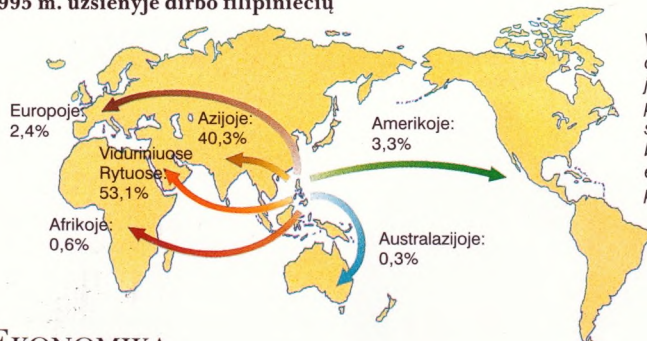 995 m. užsienyje dirbo filipiniečių
Europoje:
2,4%
Azijoje:
40,3%
Amerikoje:
3,3%
Viduriniuose
Rytuose:
53,1%
Afrikoje:
0,6%
Australazijoje:
0,3%
EKONOMIKA